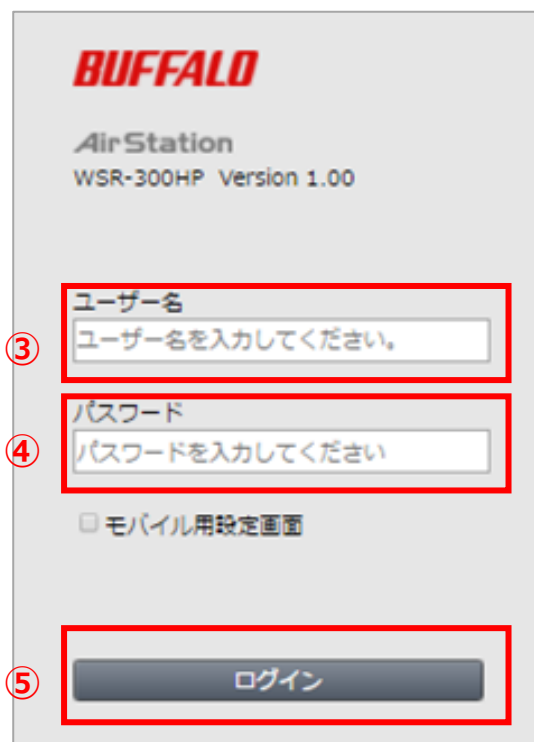 BUFFALO
AirStation
WSR-300HP Version 1.00
ユーザー名
③ ユーザー名を入力してください。
パスワード
④ パスワードを入力してください
モバイル用設定画面
⑤ ログイン